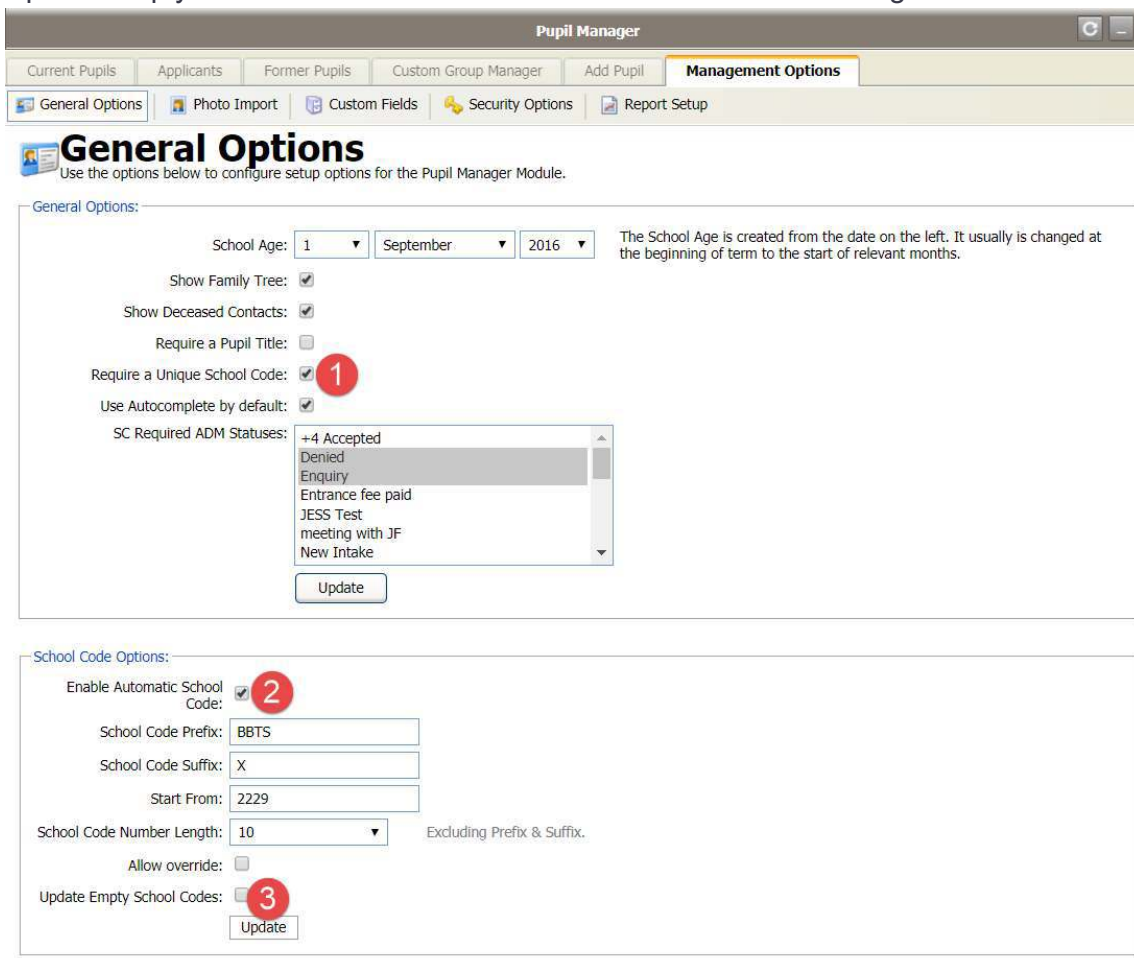 Pupil Manager
Current Pupils Applicants Former Pupils Custom Group Manager Add Pupil Management Options
General Options Photo Import Custom Fields Security Options Report Setup
General Options
Use the options below to configure setup options for the Pupil Manager Module.
General Options:
School Age: 1 September 2016 The School Age is created from the date on the left. It usually is changed at
the beginning of term to the start of relevant months.
Show Family Tree:
Show Deceased Contacts:
Require a Pupil Title:
Require a Unique School Code: 1
Use Autocomplete by default:
SC Required ADM Statuses: +4 Accepted
Denied
Enquiry
Entrance fee paid
JESS Test
meeting with JF
New Intake
Update
School Code Options:
Enable Automatic School
Code: 2
School Code Prefix: BBTS
School Code Suffix: X
Start From: 2229
School Code Number Length: 10 Excluding Prefix & Suffix.
Allow override:
Update Empty School Codes: 3
Update